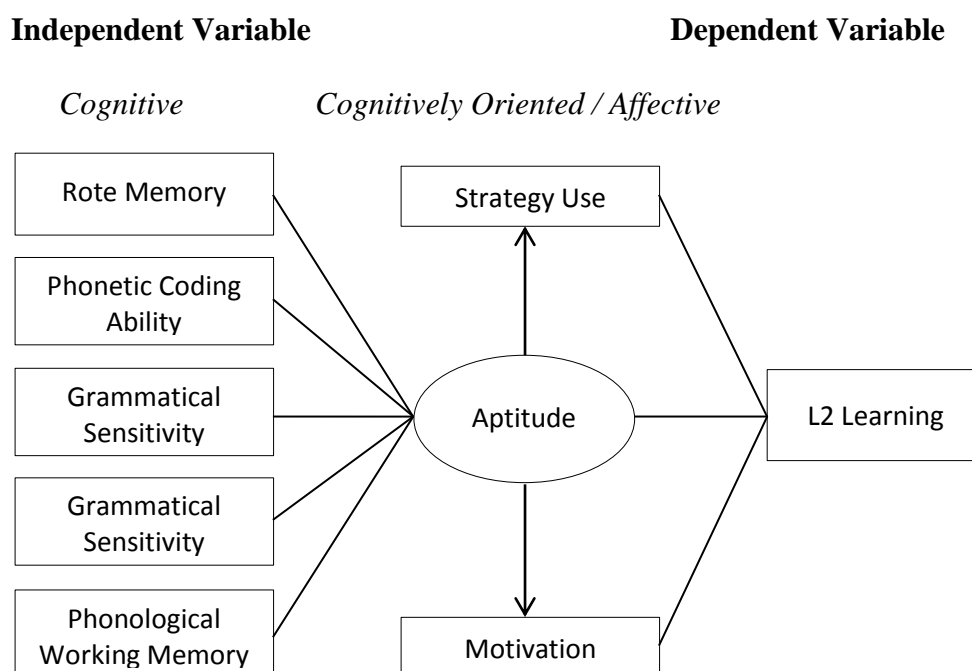 Independent Variable
Dependent Variable
Cognitive
Cognitively Oriented / Affective
Rote Memory
Strategy Use
Phonetic Coding
Ability
Grammatical
Sensitivity
Aptitude
L2 Learning
Grammatical
Sensitivity
Phonological
Working Memory
Motivation